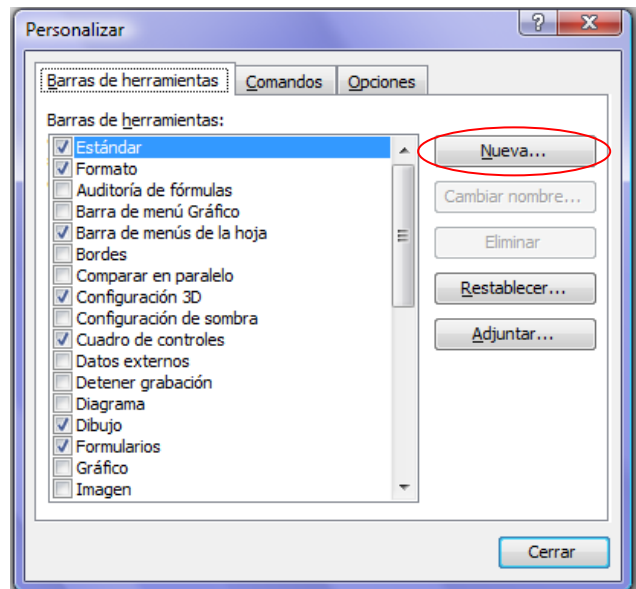 Personalizar
Barras de herramientas
Comandos
Opciones
Barras de herramientas:
Estándar
Formato
Auditoría de fórmulas
Barra de menú Gráfico
Barra de menús de la hoja
Bordes
Comparar en paralelo
Configuración 3D
Configuración de sombra
Cuadro de controles
Datos externos
Detener grabación
Diagrama
Dibujo
Formularios
Gráfico
Imagen
Nueva...
Cambiar nombre...
Eliminar
Restablecer...
Adjuntar...
Cerrar